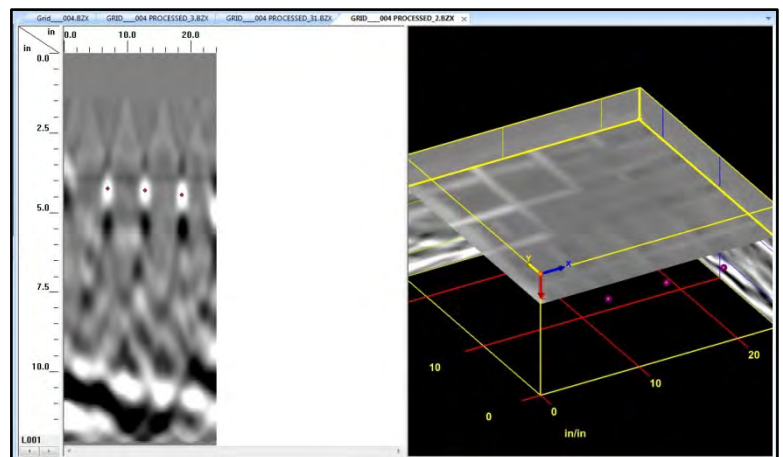 Grid___004.BZX GRID___004 PROCESSED_3.BZX GRID___004 PROCESSED_31.BZX GRID___004 PROCESSED_2.BZX ×
in
in
0.0 10.0 20.0
0.0
2.5
5.0
7.5
10.0
L001
Y X
10
0
0
10
20
in/in